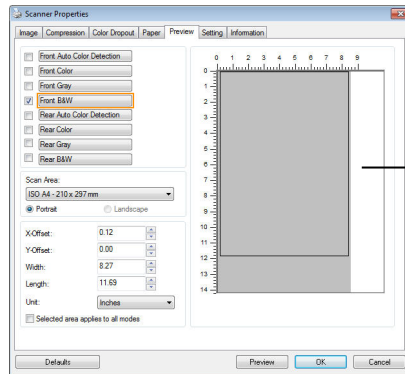 Scanner Properties
Image Compression Color Dropout Paper Preview Setting Information
Front Auto Color Detection
Front Color
Front Gray
Front B&W
Rear Auto Color Detection
Rear Color
Rear Gray
Rear B&W
Scan Area:
ISO A4 - 210 x 297 mm
Portrait Landscape
X-Offset: 0.12
Y-Offset: 0.00
Width: 8.27
Length: 11.69
Unit: Inches
Selected area applies to all modes
0 1 2 3 4 5 6 7 8 9
0
1
2
3
4
5
6
7
8
9
10
11
12
13
14
Defaults Preview OK Cancel